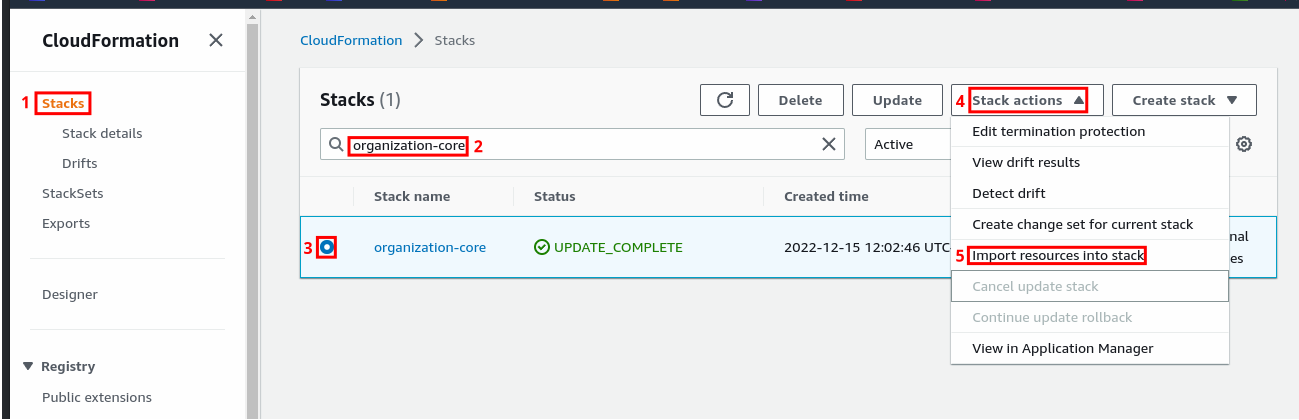 CloudFormation
1 Stacks
Stack details
Drifts
StackSets
Exports
Designer
Registry
Public extensions
CloudFormation > Stacks
Stacks (1)
Delete
Update
4 Stack actions
Create stack
organization-core 2
Active
Stack name Status Created time
3 organization-core UPDATE_COMPLETE 2022-12-15 12:02:46 UTC
nal
es
Edit termination protection
View drift results
Detect drift
Create change set for current stack
5 Import resources into stack
Cancel update stack
Continue update rollback
View in Application Manager